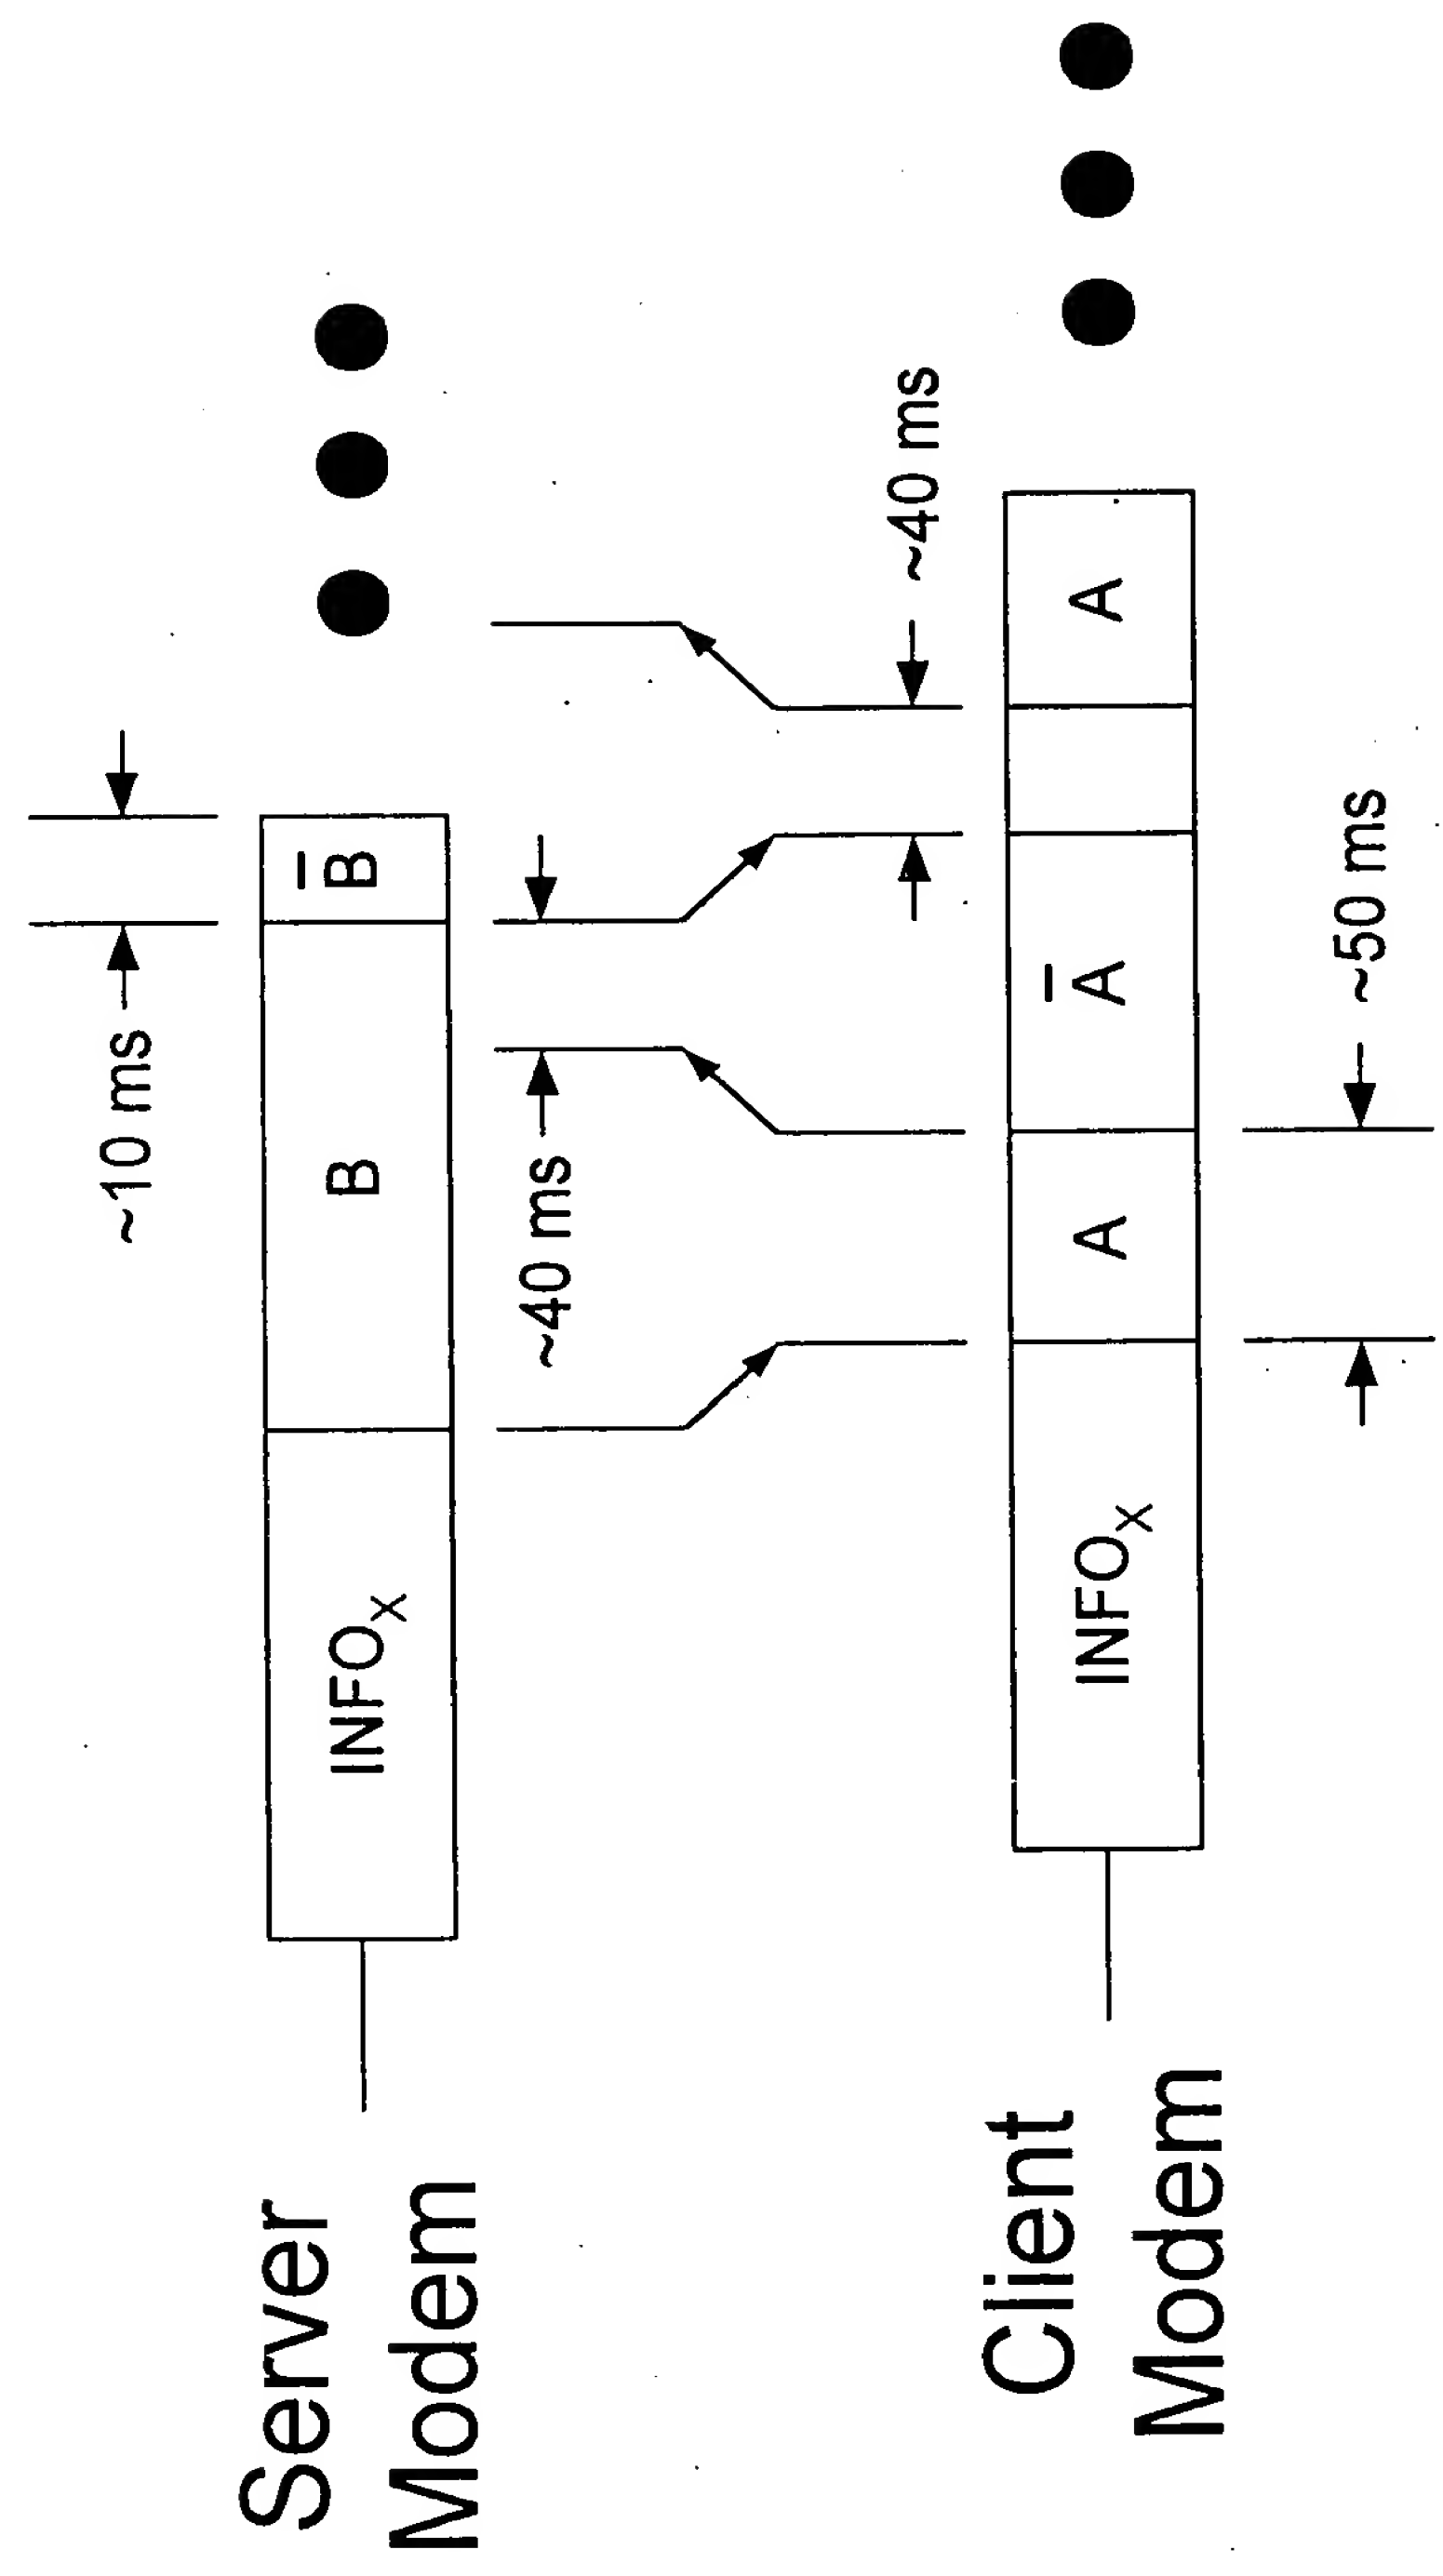 ~10 ms
Server
Modem
INFOX
B
B̅
~40 ms
~40 ms
Client
Modem
INFOX
A
A̅
A
~50 ms